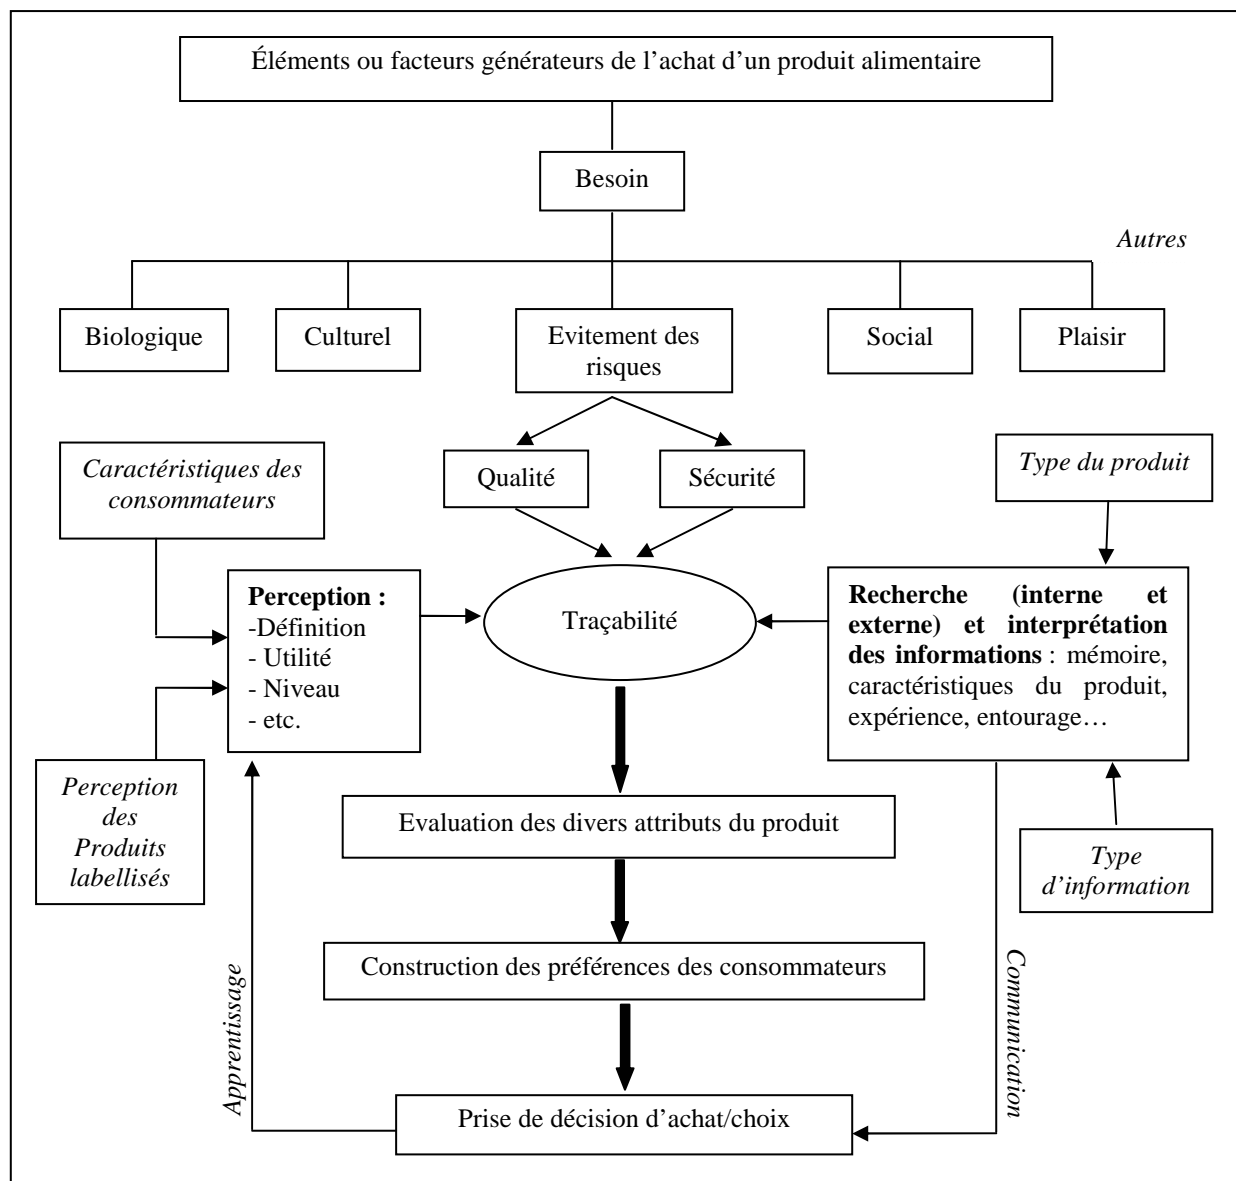 Éléments ou facteurs générateurs de l’achat d’un produit alimentaire
Besoin
Autres
Biologique
Culturel
Evitement des
risques
Social
Plaisir
Caractéristiques des
consommateurs
Qualité
Sécurité
Type du produit
Perception :
-Définition
- Utilité
- Niveau
- etc.
Traçabilité
Recherche (interne et
externe) et interprétation
des informations : mémoire,
caractéristiques du produit,
expérience, entourage…
Perception
des
Produits
labellisés
Evaluation des divers attributs du produit
Type
d’information
Construction des préférences des consommateurs
Apprentissage
Communication
Prise de décision d’achat/choix